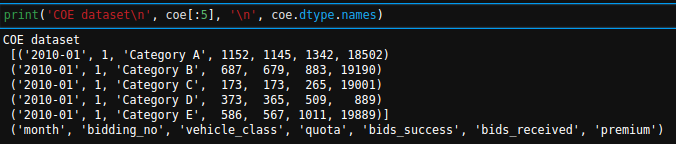 print('COE dataset\n', coe[:5], '\n', coe.dtype.names)
COE dataset
[('2010-01', 1, 'Category A', 1152, 1145, 1342, 18502)
('2010-01', 1, 'Category B', 687, 679, 883, 19190)
('2010-01', 1, 'Category C', 173, 173, 265, 19001)
('2010-01', 1, 'Category D', 373, 365, 509, 889)
('2010-01', 1, 'Category E', 586, 567, 1011, 19889)]
('month', 'bidding_no', 'vehicle_class', 'quota', 'bids_success', 'bids_received', 'premium')